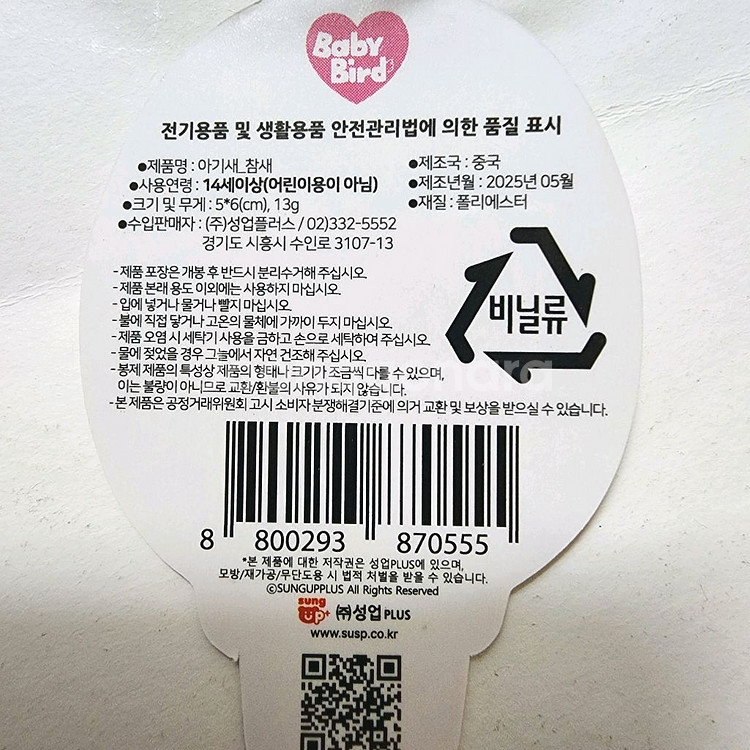 Baby
Bird
전기용품 및 생활용품 안전관리법에 의한 품질 표시
●제품명 : 아기새_참새
●제조국 : 중국
●사용연령 : 14세이상(어린이용이 아님)
●제조년월 : 2025년 05월
●크기 및 무게 : 5*6(cm), 13g
●재질 : 폴리에스터
●수입판매자 : (주)성업플러스 / 02)332-5552
경기도 시흥시 수인로 3107-13
- 제품 포장은 개봉 후 반드시 분리수거해 주십시오.
- 제품 본래 용도 이외에는 사용하지 마십시오.
- 입에 넣거나 물거나 빨지 마십시오.
- 불에 직접 닿거나 고온의 물체에 가까이 두지 마십시오.
- 제품 오염 시 세탁기 사용을 금하고 손으로 세탁하여 주십시오.
- 물에 젖었을 경우 그늘에서 자연 건조해 주십시오.
- 봉제 제품의 특성상 제품의 형태나 크기가 조금씩 다를 수 있으며,
이는 불량이 아니므로 교환/환불의 사유가 되지 않습니다.
- 본 제품은 공정거래위원회 고시 소비자 분쟁해결기준에 의거 교환 및 보상을 받으실 수 있습니다.
비닐류
8 800293 870555
*본 제품에 대한 저작권은 성업PLUS에 있으며,
모방/재가공/무단도용 시 법적 처벌을 받을 수 있습니다.
©SUNGUPPLUS All Rights Reserved
sung
UP+ ㈜성업 PLUS
www.susp.co.kr